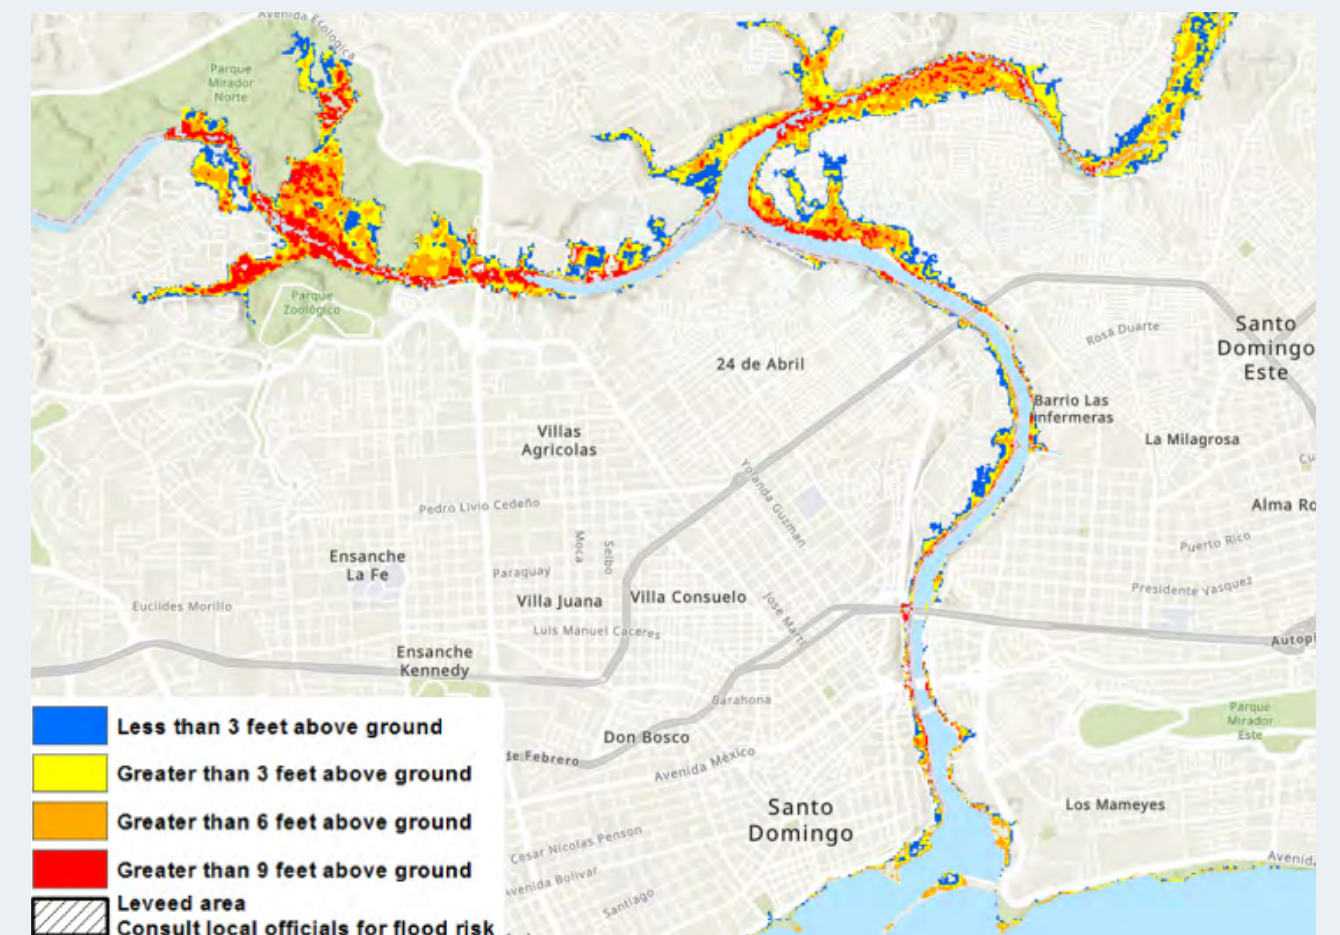 Avenida Ecologica
Parque
Mirador
Norte
Parque
Zoológico
24 de Abril
Rosa Duarte
Santo
Domingo
Este
Barrio Las
nfermeras
La Milagrosa
Cu
Villas
Agricolas
Yolanda Guzman
Pedro Livio Cedeño
Alma Ro
Moca
Seibo
Puerto Rico
Ensanche
La Fe
Paraguay
Presidente Vasquez
Euclides Morillo
Villa Juana
Villa Consuelo
Jose Marti
Luis Manuel Caceres
Autopi
Ensanche
Kennedy
Barahona
Parque
Mirador
Este
Less than 3 feet above ground
Don Bosco
de Febrero
Avenida México
Greater than 3 feet above ground
Santo
Domingo
Los Mameyes
Greater than 6 feet above ground
Cesar Nicolas Penson
Greater than 9 feet above ground
Avenida Bolivar
Avenid
Santiago
Leveed area
Consult local officials for flood risk